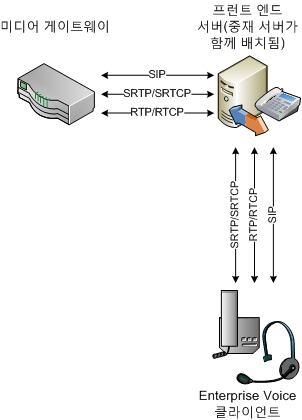 미디어 게이트웨이
프런트 엔드
서버(중재 서버가
함께 배치됨)
SIP
SRTP/SRTCP
RTP/RTCP
SRTP/SRTCP
RTP/RTCP
SIP
Enterprise Voice
클라이언트